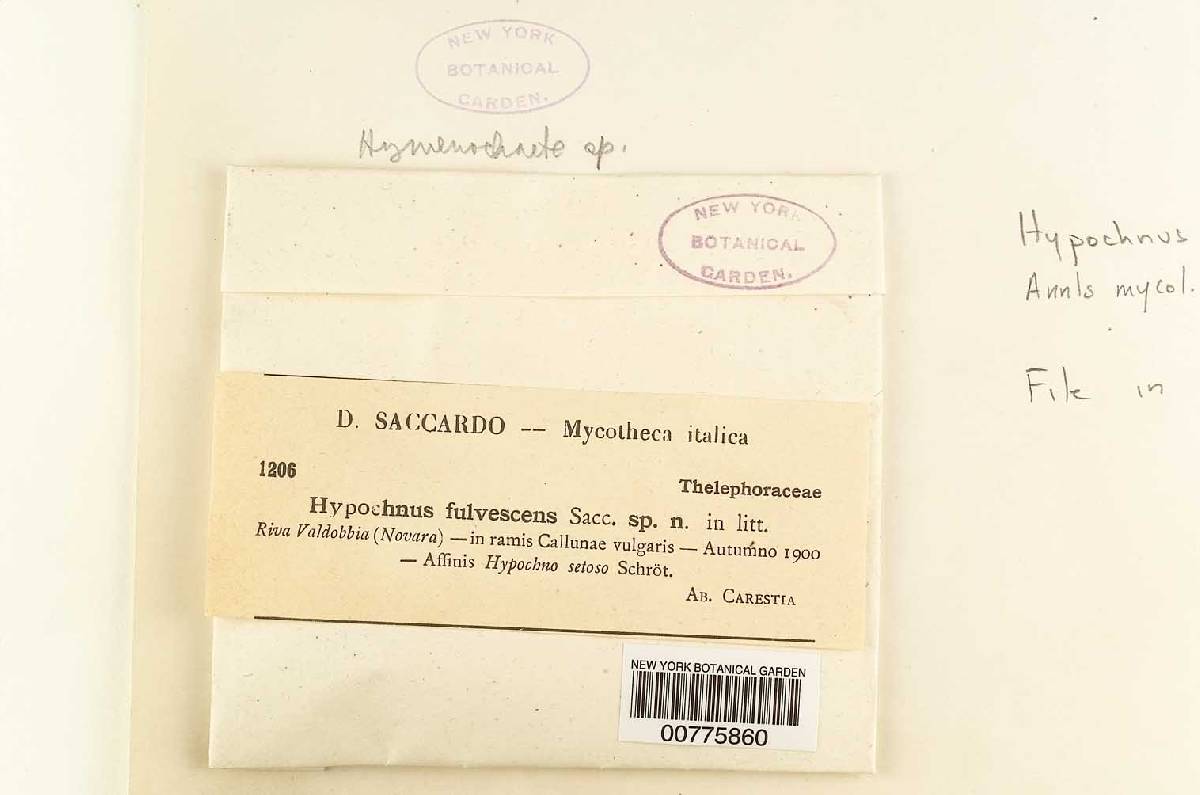 NEW YORK
BOTANICAL
GARDEN.
Hymenochaete sp.
NEW YORK
BOTANICAL
GARDEN.
Hypochnus
Annls mycol.
File in
D. SACCARDO — Mycotheca italica
1206
Thelephoraceae
Hypochnus fulvescens Sacc. sp. n. in litt.
Riva Valdobbia (Novara) — in ramis Callunae vulgaris — Autumno 1900
— Affinis Hypochno setoso Schröt.
AB. CARESTIA
NEW YORK BOTANICAL GARDEN
00775860